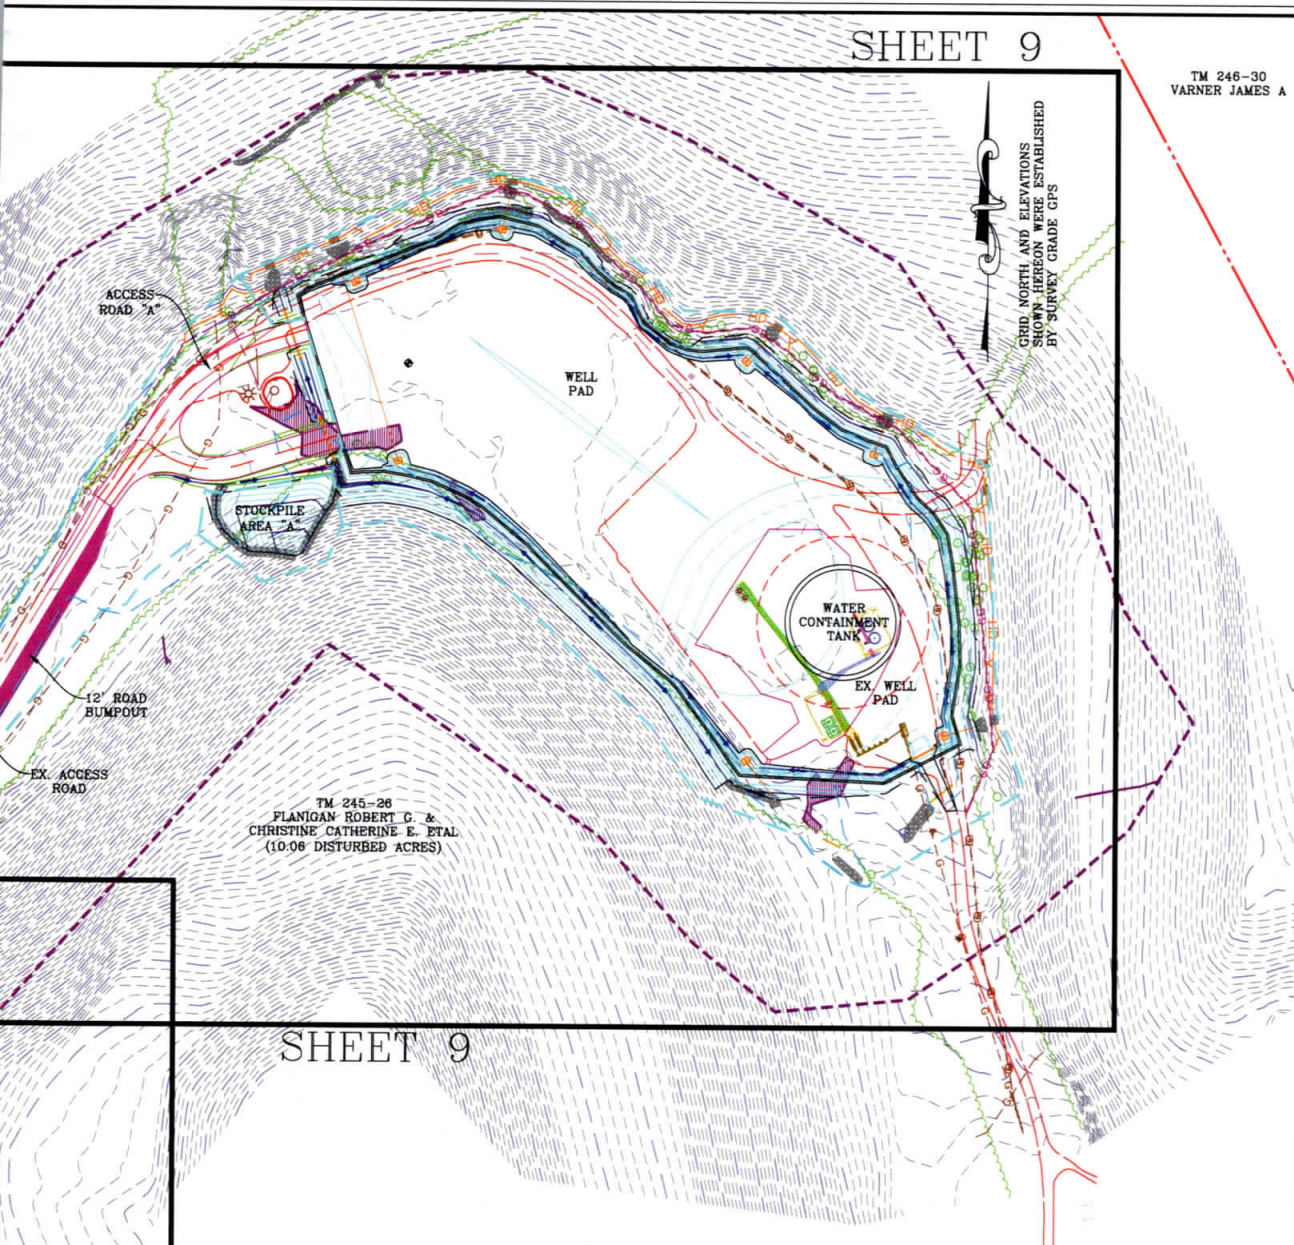 SHEET 9
TM 246-30
VARNER JAMES A
GRID NORTH AND ELEVATIONS
SHOWN HEREON WERE ESTABLISHED
BY SURVEY GRADE GPS
ACCESS
ROAD "A"
WELL
PAD
STOCKPILE
AREA "A"
WATER
CONTAINMENT
TANK
EX. WELL
PAD
12' ROAD
BUMPOUT
EX. ACCESS
ROAD
TM 245-26
FLANIGAN ROBERT G. &
CHRISTINE CATHERINE E. ETAL
(10.06 DISTURBED ACRES)
SHEET 9